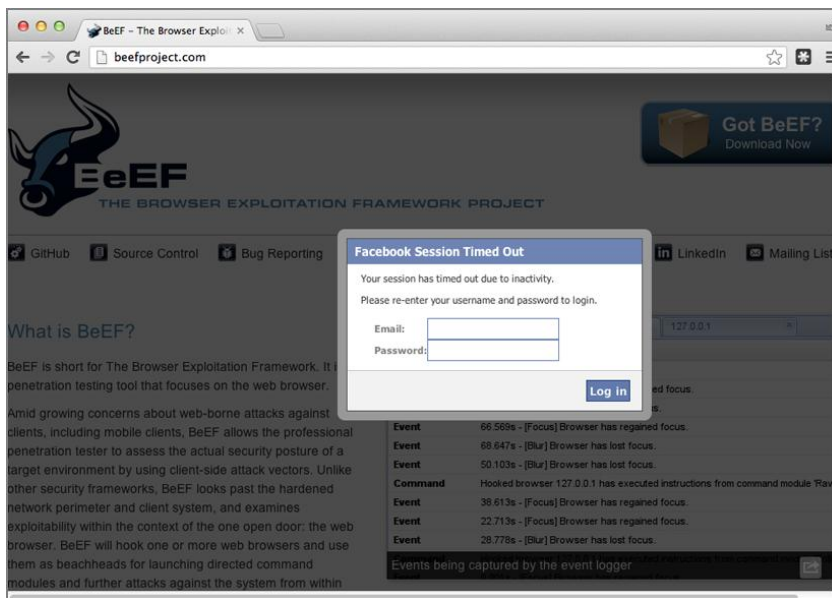 BeEF – The Browser Exploi
beefproject.com
Got BeEF?
Download Now
BeEF
THE BROWSER EXPLOITATION FRAMEWORK PROJECT
GitHub
Source Control
Bug Reporting
LinkedIn
Mailing List
Facebook Session Timed Out
Your session has timed out due to inactivity.
Please re-enter your username and password to login.
Email:
Password:
Log in
What is BeEF?
BeEF is short for The Browser Exploitation Framework. It i
penetration testing tool that focuses on the web browser.
Amid growing concerns about web-borne attacks against
clients, including mobile clients, BeEF allows the professional
penetration tester to assess the actual security posture of a
target environment by using client-side attack vectors. Unlike
other security frameworks, BeEF looks past the hardened
network perimeter and client system, and examines
exploitability within the context of the one open door: the web
browser. BeEF will hook one or more web browsers and use
them as beachheads for launching directed command
modules and further attacks against the system from within
127.0.0.1
ed focus.
s.
Event 66.569s - [Focus] Browser has regained focus.
Event 68.647s - [Blur] Browser has lost focus.
Event 50.103s - [Blur] Browser has lost focus.
Command Hooked browser 127.0.0.1 has executed instructions from command module 'Raw
Event 38.613s - [Focus] Browser has regained focus.
Event 22.713s - [Focus] Browser has regained focus.
Event 28.778s - [Blur] Browser has lost focus.
Events being captured by the event logger